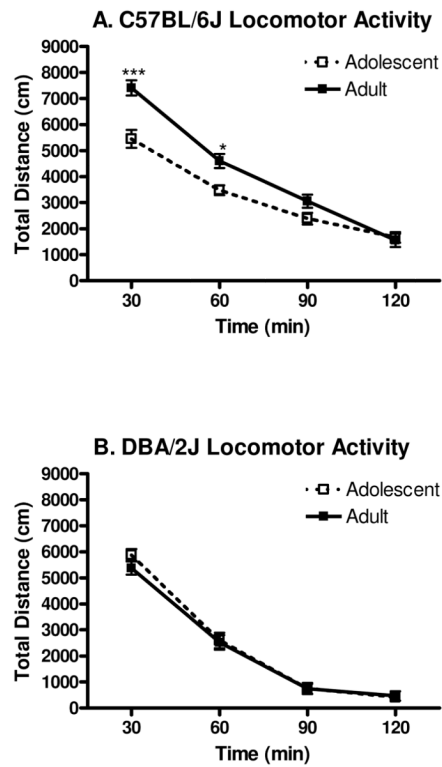 A. C57BL/6J Locomotor Activity
9000
8000
7000
6000
5000
4000
3000
2000
1000
0
Total Distance (cm)
***
*
Adolescent
Adult
30 60 90 120
Time (min)
B. DBA/2J Locomotor Activity
9000
8000
7000
6000
5000
4000
3000
2000
1000
0
Total Distance (cm)
Adolescent
Adult
30 60 90 120
Time (min)